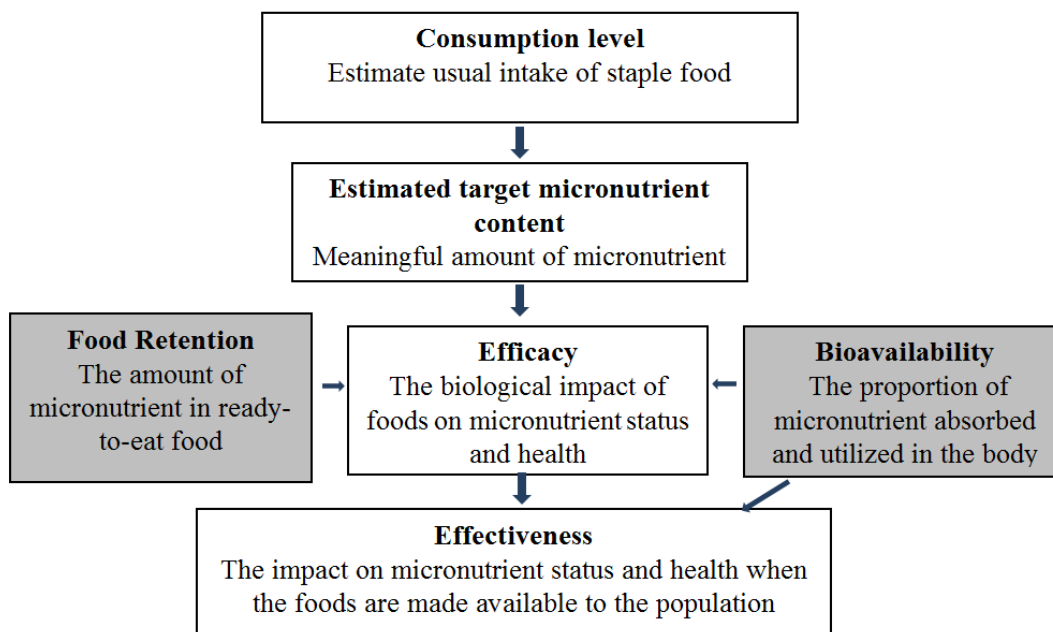 Consumption level
Estimate usual intake of staple food
Estimated target micronutrient
content
Meaningful amount of micronutrient
Food Retention
The amount of
micronutrient in ready-
to-eat food
Efficacy
The biological impact of
foods on micronutrient status
and health
Bioavailability
The proportion of
micronutrient absorbed
and utilized in the body
Effectiveness
The impact on micronutrient status and health when
the foods are made available to the population